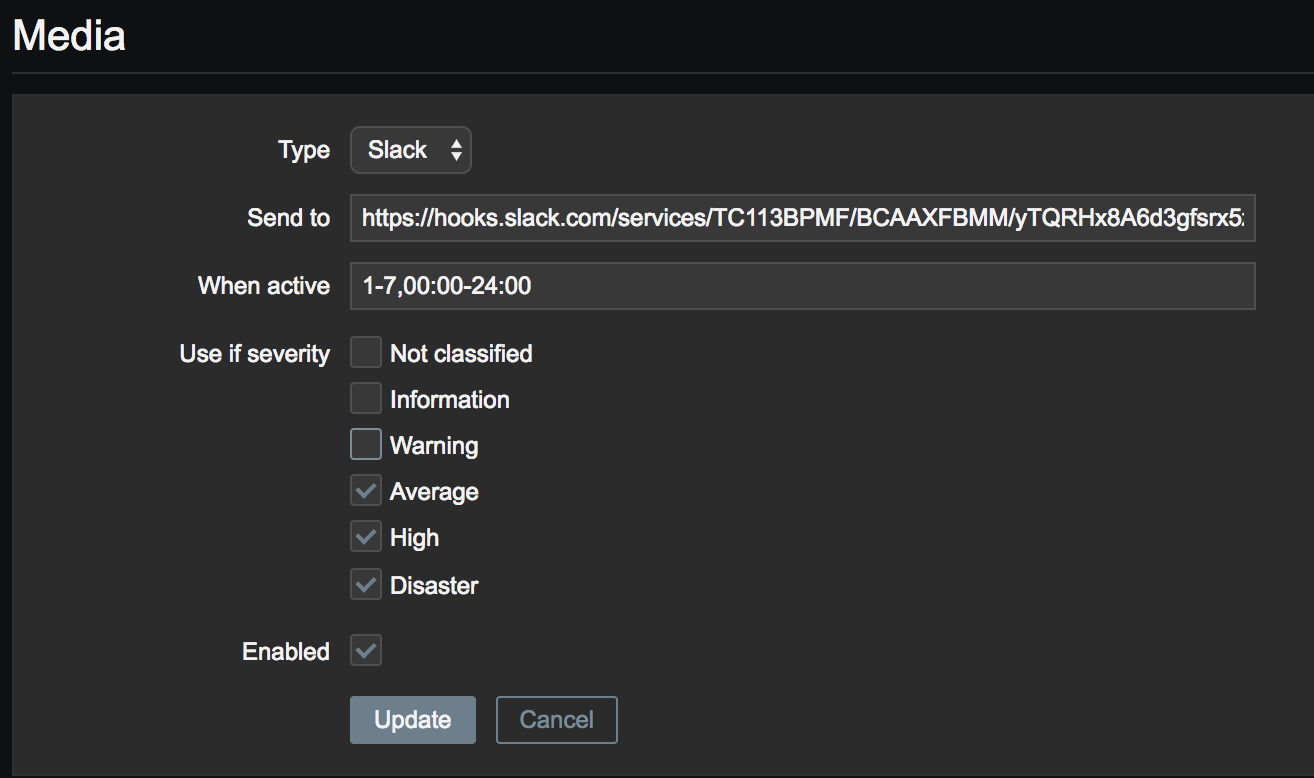 Media
Type Slack
Send to https://hooks.slack.com/services/TC113BPMF/BCAAXFBMM/yTQRHx8A6d3gfsrx5
When active 1-7,00:00-24:00
Use if severity Not classified
Information
Warning
Average
High
Disaster
Enabled
Update Cancel